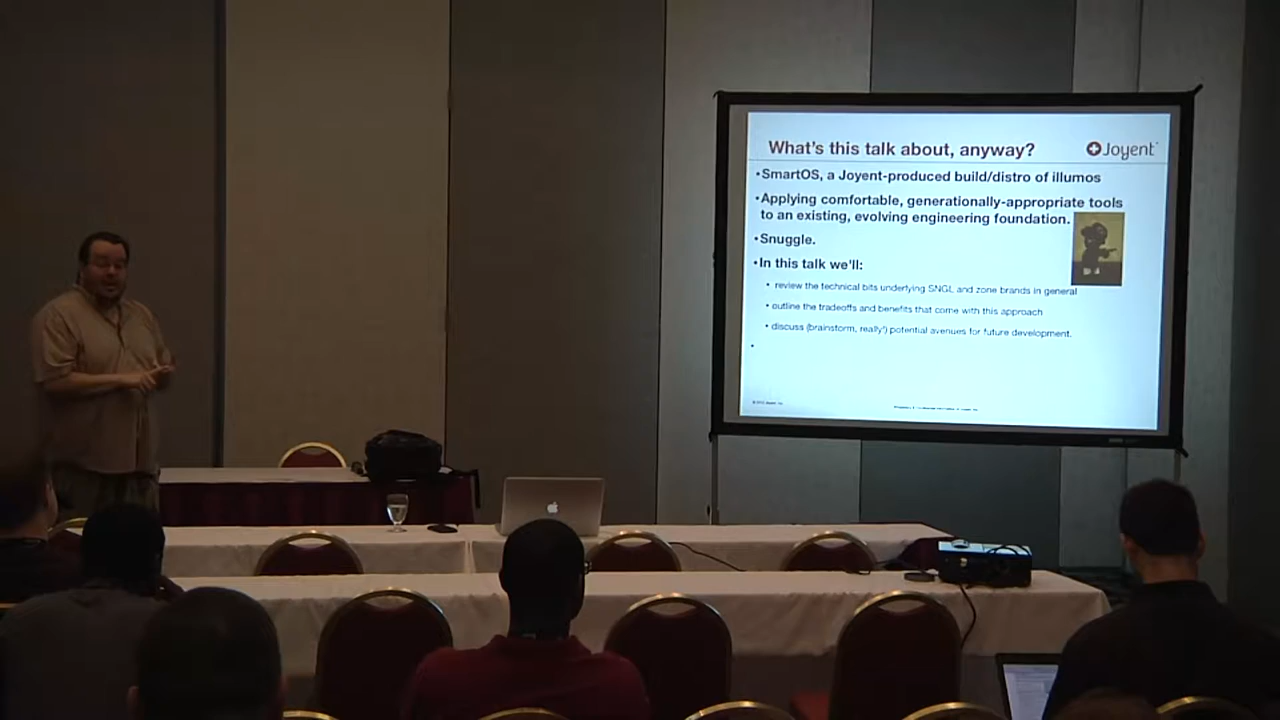 What's this talk about, anyway?
Joyent
•SmartOS, a Joyent-produced build/distro of illumos
•Applying comfortable, generationally-appropriate tools
to an existing, evolving engineering foundation.
•Snuggle.
•In this talk we'll:
• review the technical bits underlying SNGL and zone brands in general
• outline the tradeoffs and benefits that come with this approach
• discuss (brainstorm, really!) potential avenues for future development.